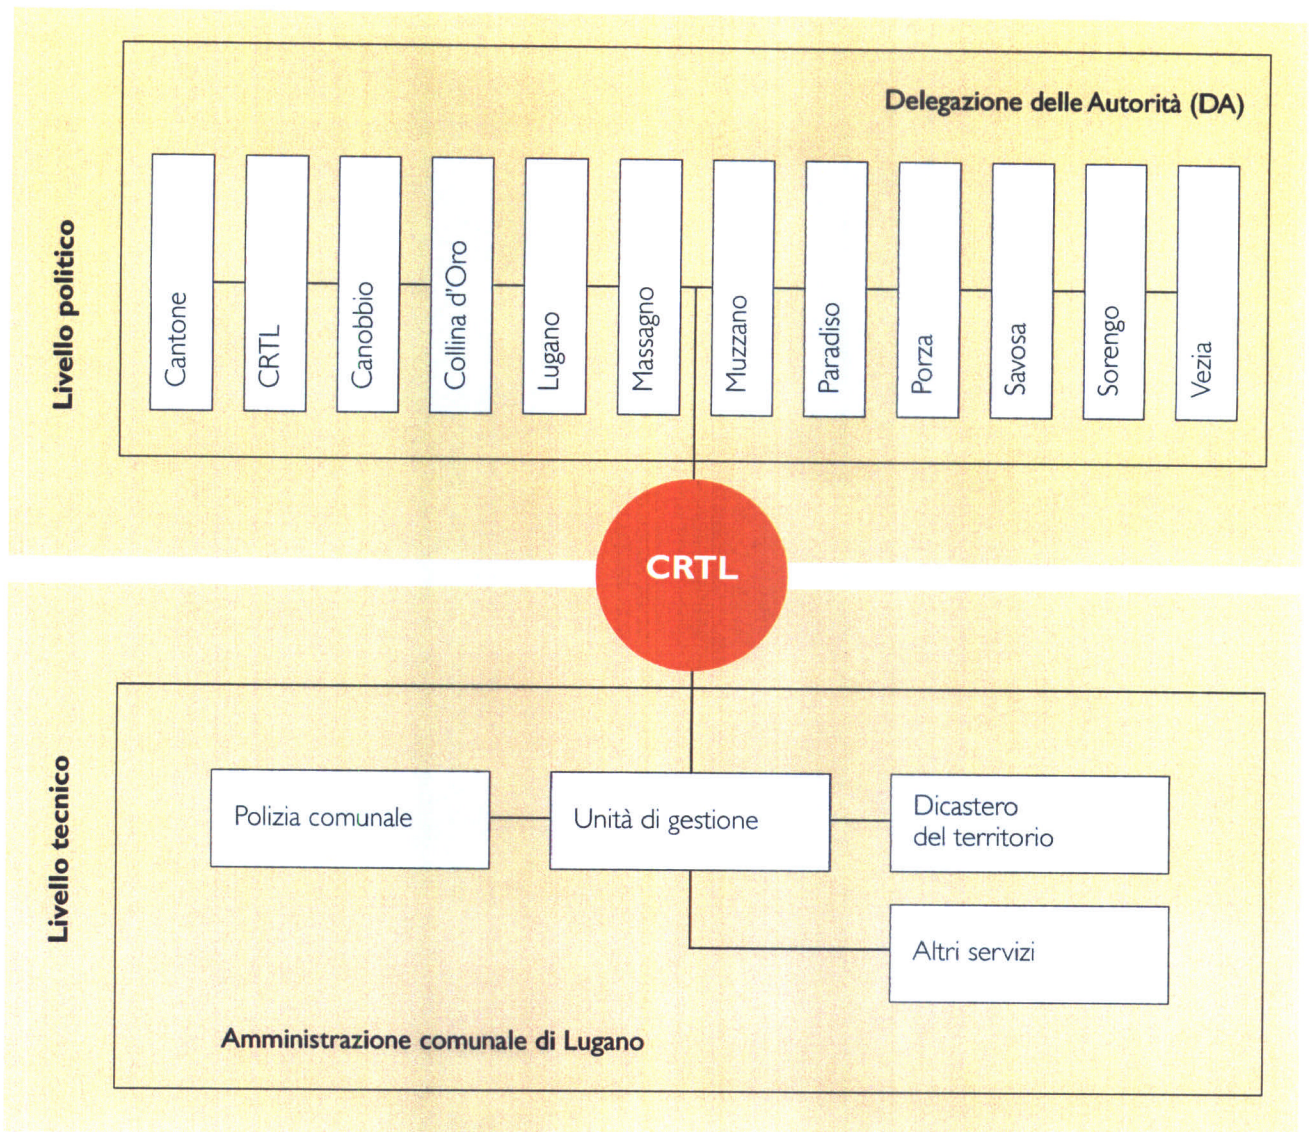 Livello politico
Delegazione delle Autorità (DA)
Cantone
CRTL
Canobbio
Collina d'Oro
Lugano
Massagno
Muzzano
Paradiso
Porza
Savosa
Sorengo
Vezia
CRTL
Livello tecnico
Polizia comunale
Unità di gestione
Dicastero
del territorio
Altri servizi
Amministrazione comunale di Lugano